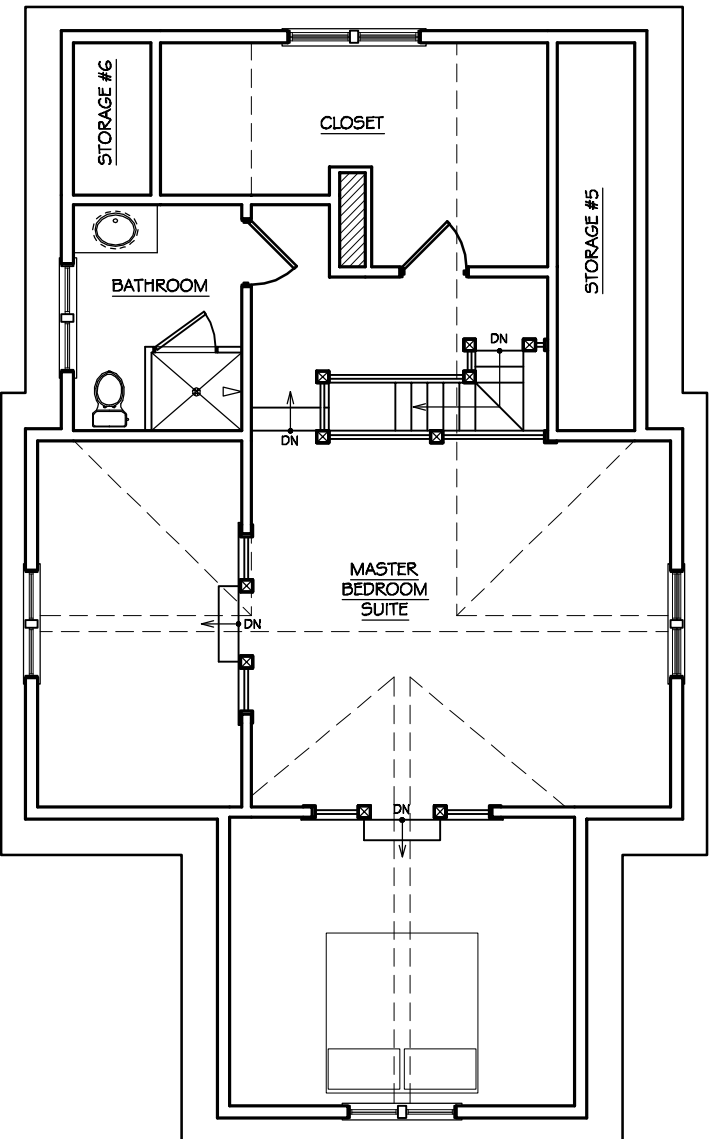 STORAGE #6
CLOSET
STORAGE #5
BATHROOM
DN
DN
MASTER
BEDROOM
SUITE
DN
DN